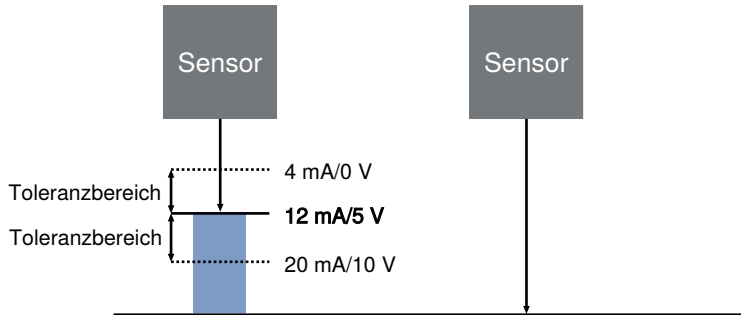 Sensor
Sensor
4 mA/0 V
Toleranzbereich
12 mA/5 V
Toleranzbereich
20 mA/10 V